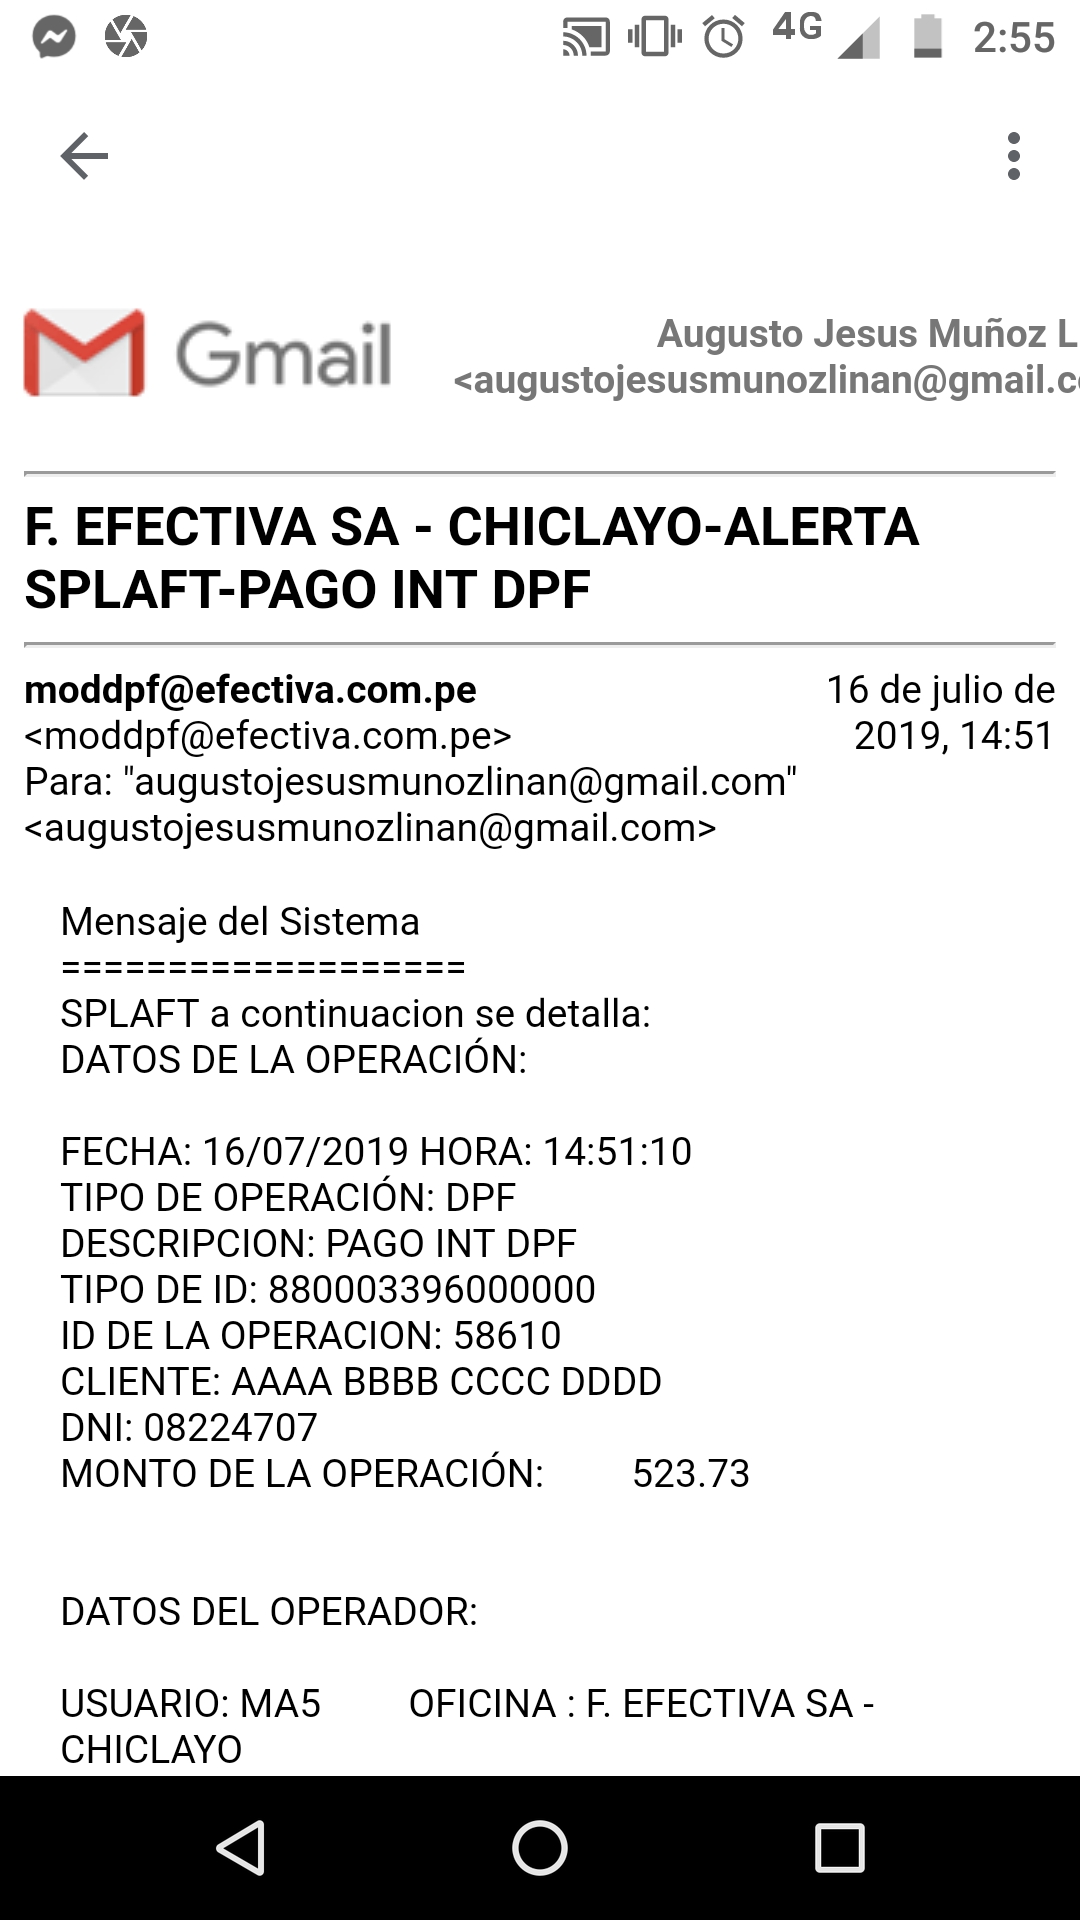 4G 2:55
Gmail
Augusto Jesus Muñoz L
<augustojesusmunozlinan@gmail.c
F. EFECTIVA SA - CHICLAYO-ALERTA
SPLAFT-PAGO INT DPF
moddpf@efectiva.com.pe 16 de julio de
<moddpf@efectiva.com.pe> 2019, 14:51
Para: "augustojesusmunozlinan@gmail.com"
<augustojesusmunozlinan@gmail.com>
Mensaje del Sistema
===================
SPLAFT a continuacion se detalla:
DATOS DE LA OPERACIÓN:
FECHA: 16/07/2019 HORA: 14:51:10
TIPO DE OPERACIÓN: DPF
DESCRIPCION: PAGO INT DPF
TIPO DE ID: 880003396000000
ID DE LA OPERACION: 58610
CLIENTE: AAAA BBBB CCCC DDDD
DNI: 08224707
MONTO DE LA OPERACIÓN: 523.73
DATOS DEL OPERADOR:
USUARIO: MA5 OFICINA : F. EFECTIVA SA -
CHICLAYO